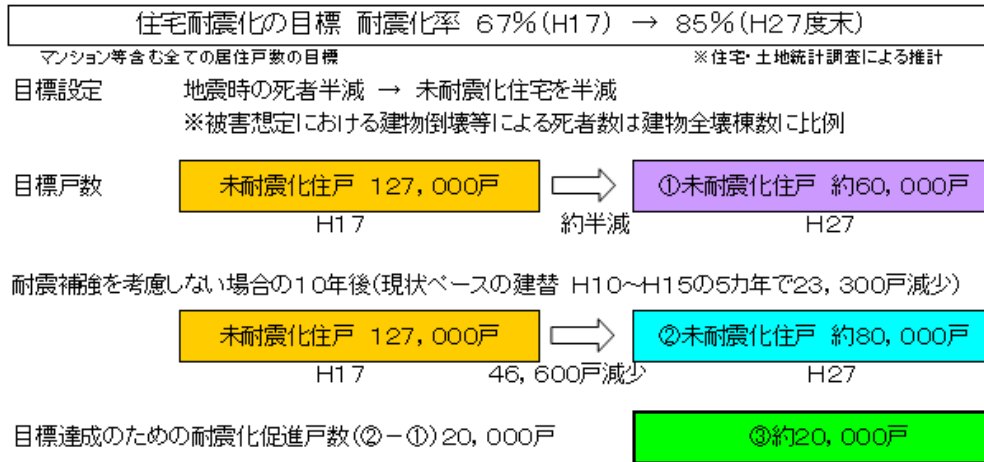 住宅耐震化の目標 耐震化率 67%(H17) → 85%(H27度末)
マンション等含む全ての居住戸数の目標 ※住宅・土地統計調査による推計
目標設定 地震時の死者半減 → 未耐震化住宅を半減
※被害想定における建物倒壊等による死者数は建物全壊棟数に比例
目標戸数 未耐震化住戸 127,000戸 ①未耐震化住戸 約60,000戸
H17 約半減 H27
耐震補強を考慮しない場合の10年後(現状ベースの建替 H10~H15の5カ年で23,300戸減少)
未耐震化住戸 127,000戸 ②未耐震化住戸 約80,000戸
H17 46,600戸減少 H27
目標達成のための耐震化促進戸数(②-①)20,000戸 ③約20,000戸